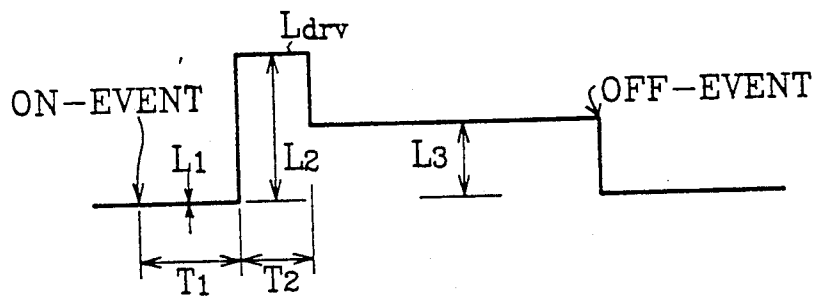 Ldrv
ON-EVENT
OFF-EVENT
L1
L2
L3
T1
T2